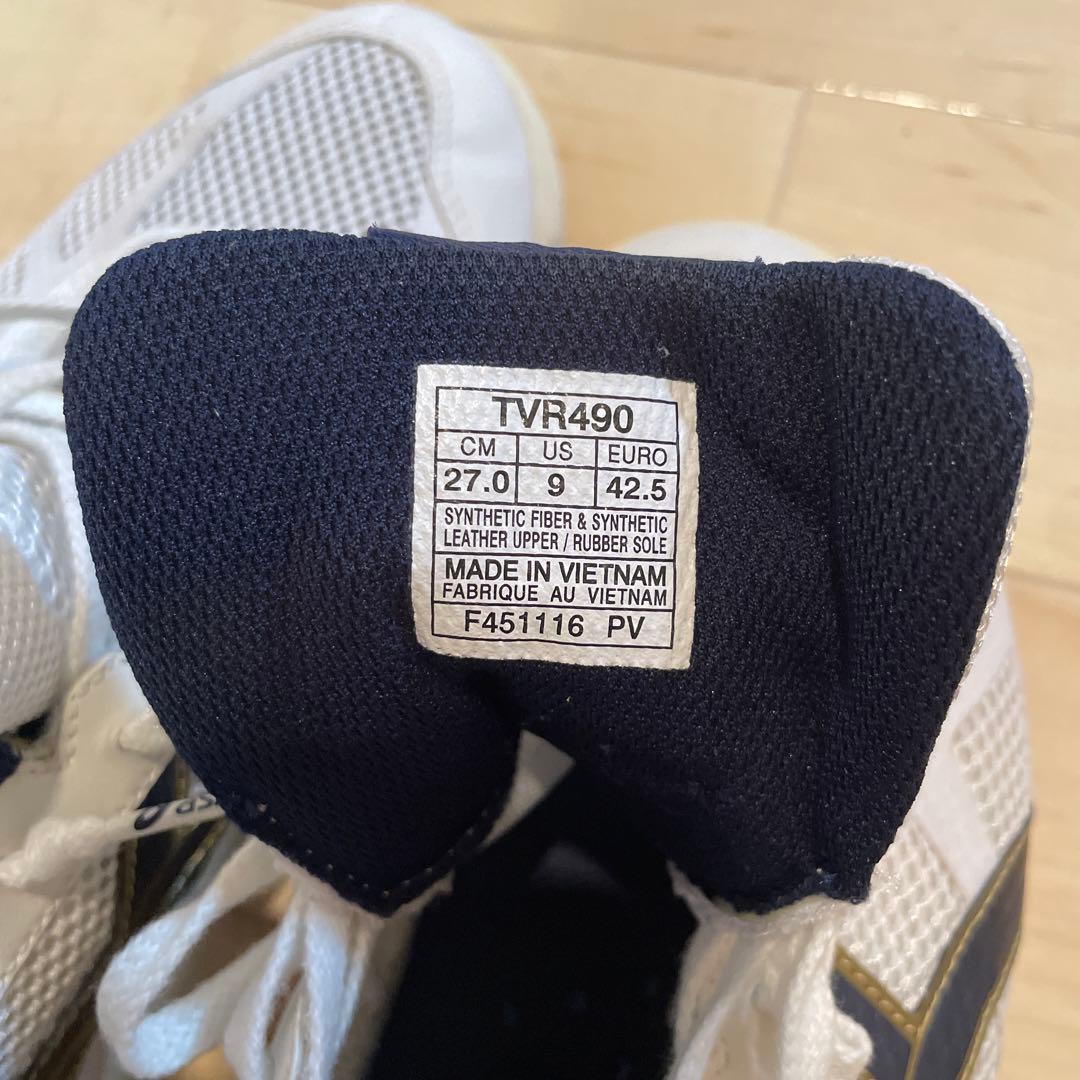 TVR490
CM US EURO
27.0 9 42.5
SYNTHETIC FIBER & SYNTHETIC
LEATHER UPPER / RUBBER SOLE
MADE IN VIETNAM
FABRIQUE AU VIETNAM
F451116 PV